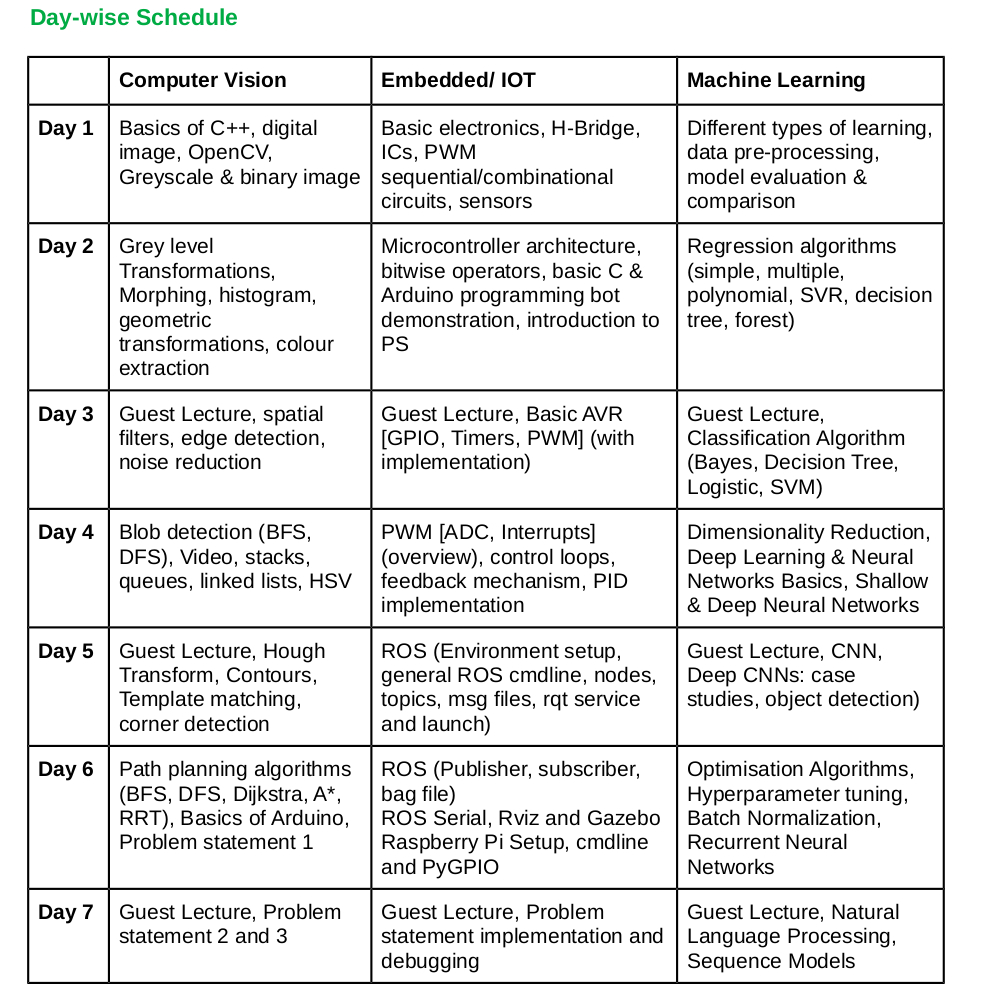 Day-wise Schedule
Computer Vision
Embedded/ IOT
Machine Learning
Day 1
Basics of C++, digital
image, OpenCV,
Greyscale & binary image
Basic electronics, H-Bridge,
ICs, PWM
sequential/combinational
circuits, sensors
Different types of learning,
data pre-processing,
model evaluation &
comparison
Day 2
Grey level
Transformations,
Morphing, histogram,
geometric
transformations, colour
extraction
Microcontroller architecture,
bitwise operators, basic C &
Arduino programming bot
demonstration, introduction to
PS
Regression algorithms
(simple, multiple,
polynomial, SVR, decision
tree, forest)
Day 3
Guest Lecture, spatial
filters, edge detection,
noise reduction
Guest Lecture, Basic AVR
[GPIO, Timers, PWM] (with
implementation)
Guest Lecture,
Classification Algorithm
(Bayes, Decision Tree,
Logistic, SVM)
Day 4
Blob detection (BFS,
DFS), Video, stacks,
queues, linked lists, HSV
PWM [ADC, Interrupts]
(overview), control loops,
feedback mechanism, PID
implementation
Dimensionality Reduction,
Deep Learning & Neural
Networks Basics, Shallow
& Deep Neural Networks
Day 5
Guest Lecture, Hough
Transform, Contours,
Template matching,
corner detection
ROS (Environment setup,
general ROS cmdline, nodes,
topics, msg files, rqt service
and launch)
Guest Lecture, CNN,
Deep CNNs: case
studies, object detection)
Day 6
Path planning algorithms
(BFS, DFS, Dijkstra, A*,
RRT), Basics of Arduino,
Problem statement 1
ROS (Publisher, subscriber,
bag file)
ROS Serial, Rviz and Gazebo
Raspberry Pi Setup, cmdline
and PyGPIO
Optimisation Algorithms,
Hyperparameter tuning,
Batch Normalization,
Recurrent Neural
Networks
Day 7
Guest Lecture, Problem
statement 2 and 3
Guest Lecture, Problem
statement implementation and
debugging
Guest Lecture, Natural
Language Processing,
Sequence Models